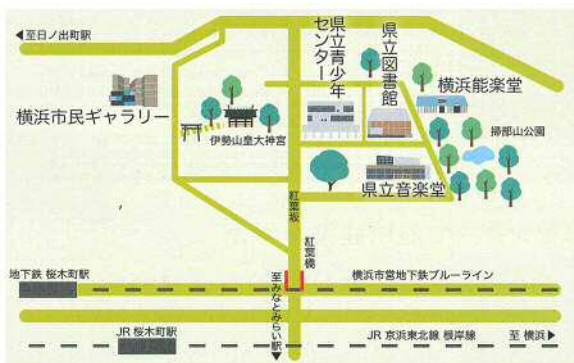 ◀至日ノ出町駅
県立青少年
センター
県立図書館
横浜能楽堂
横浜市民ギャラリー
伊勢山皇大神宮
掃部山公園
県立音楽堂
紅葉坂
紅葉橋
地下鉄 桜木町駅
横浜市営地下鉄ブルーライン
至みなとみらい駅▶
JR 桜木町駅
JR 京浜東北線 根岸線
至 横浜▶